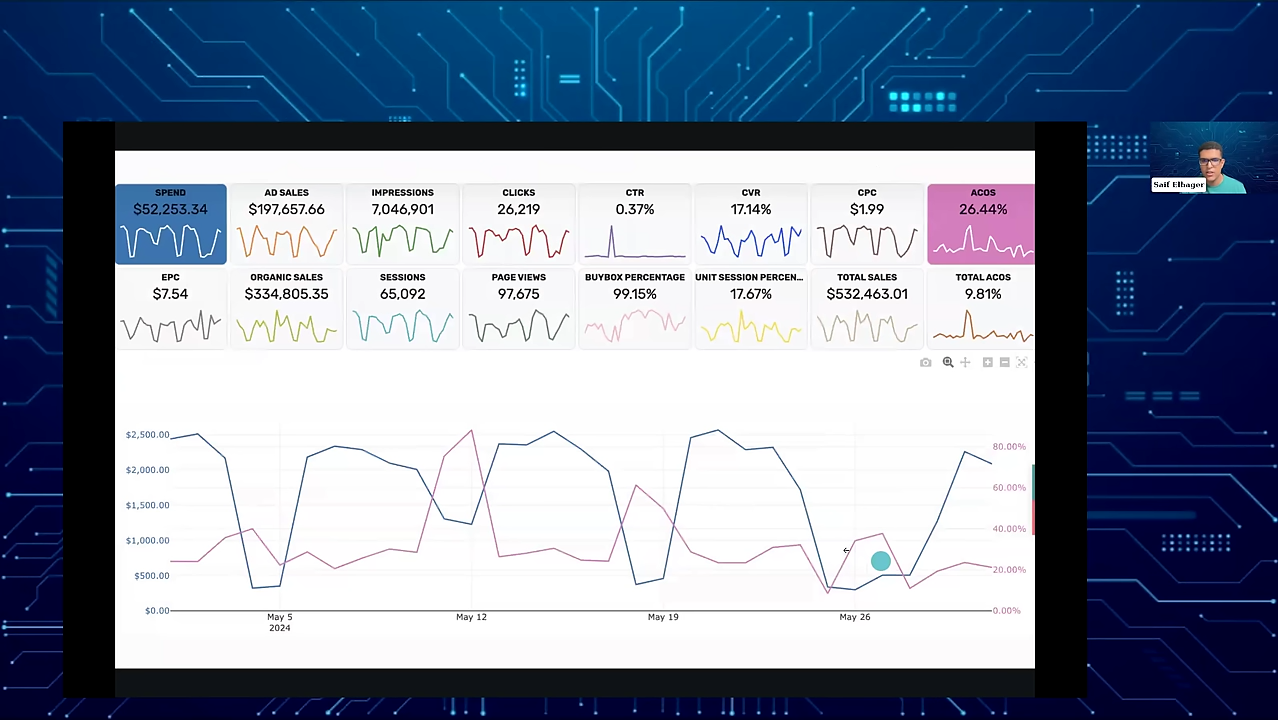 SPEND AD SALES IMPRESSIONS CLICKS CTR CVR CPC ACOS
$52,253.34 $197,657.66 7,046,901 26,219 0.37% 17.14% $1.99 26.44%
EPC ORGANIC SALES SESSIONS PAGE VIEWS BUYBOX PERCENTAGE UNIT SESSION PERCEN... TOTAL SALES TOTAL ACOS
$7.54 $334,805.35 65,092 97,675 99.15% 17.67% $532,463.01 9.81%
Saif Elbager
$2,500.00 80.00%
$2,000.00 60.00%
$1,500.00 40.00%
$1,000.00 20.00%
$500.00
$0.00 0.00%
May 5 May 12 May 19 May 26
2024